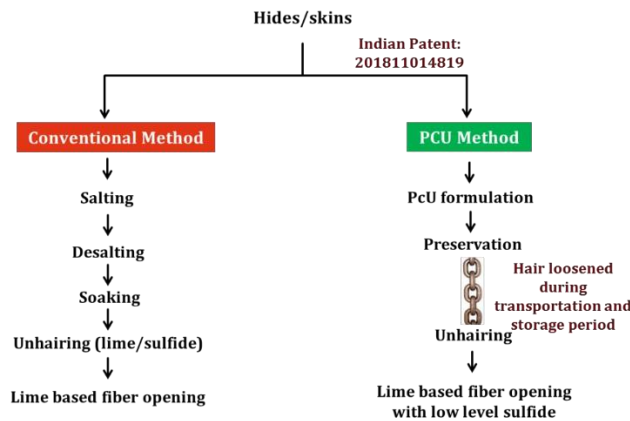 Hides/skins
Indian Patent:
201811014819
Conventional Method
Salting
Desalting
Soaking
Unhairing (lime/sulfide)
Lime based fiber opening
PCU Method
PcU formulation
Preservation
Hair loosened
during
transportation and
storage period
Unhairing
Lime based fiber opening
with low level sulfide